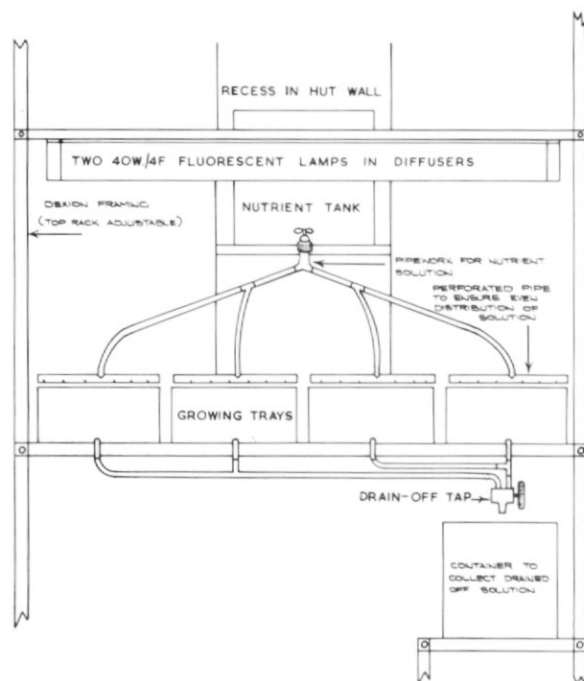 RECESS IN HUT WALL
TWO 40W/4F FLUORESCENT LAMPS IN DIFFUSERS
DEXION FRAMING
(TOP RACK ADJUSTABLE)
NUTRIENT TANK
PIPEWORK FOR NUTRIENT
SOLUTION
PERFORATED PIPE
TO ENSURE EVEN
DISTRIBUTION OF
SOLUTION
GROWING TRAYS
DRAIN-OFF TAP
CONTAINER TO
COLLECT DRAINED
OFF SOLUTION